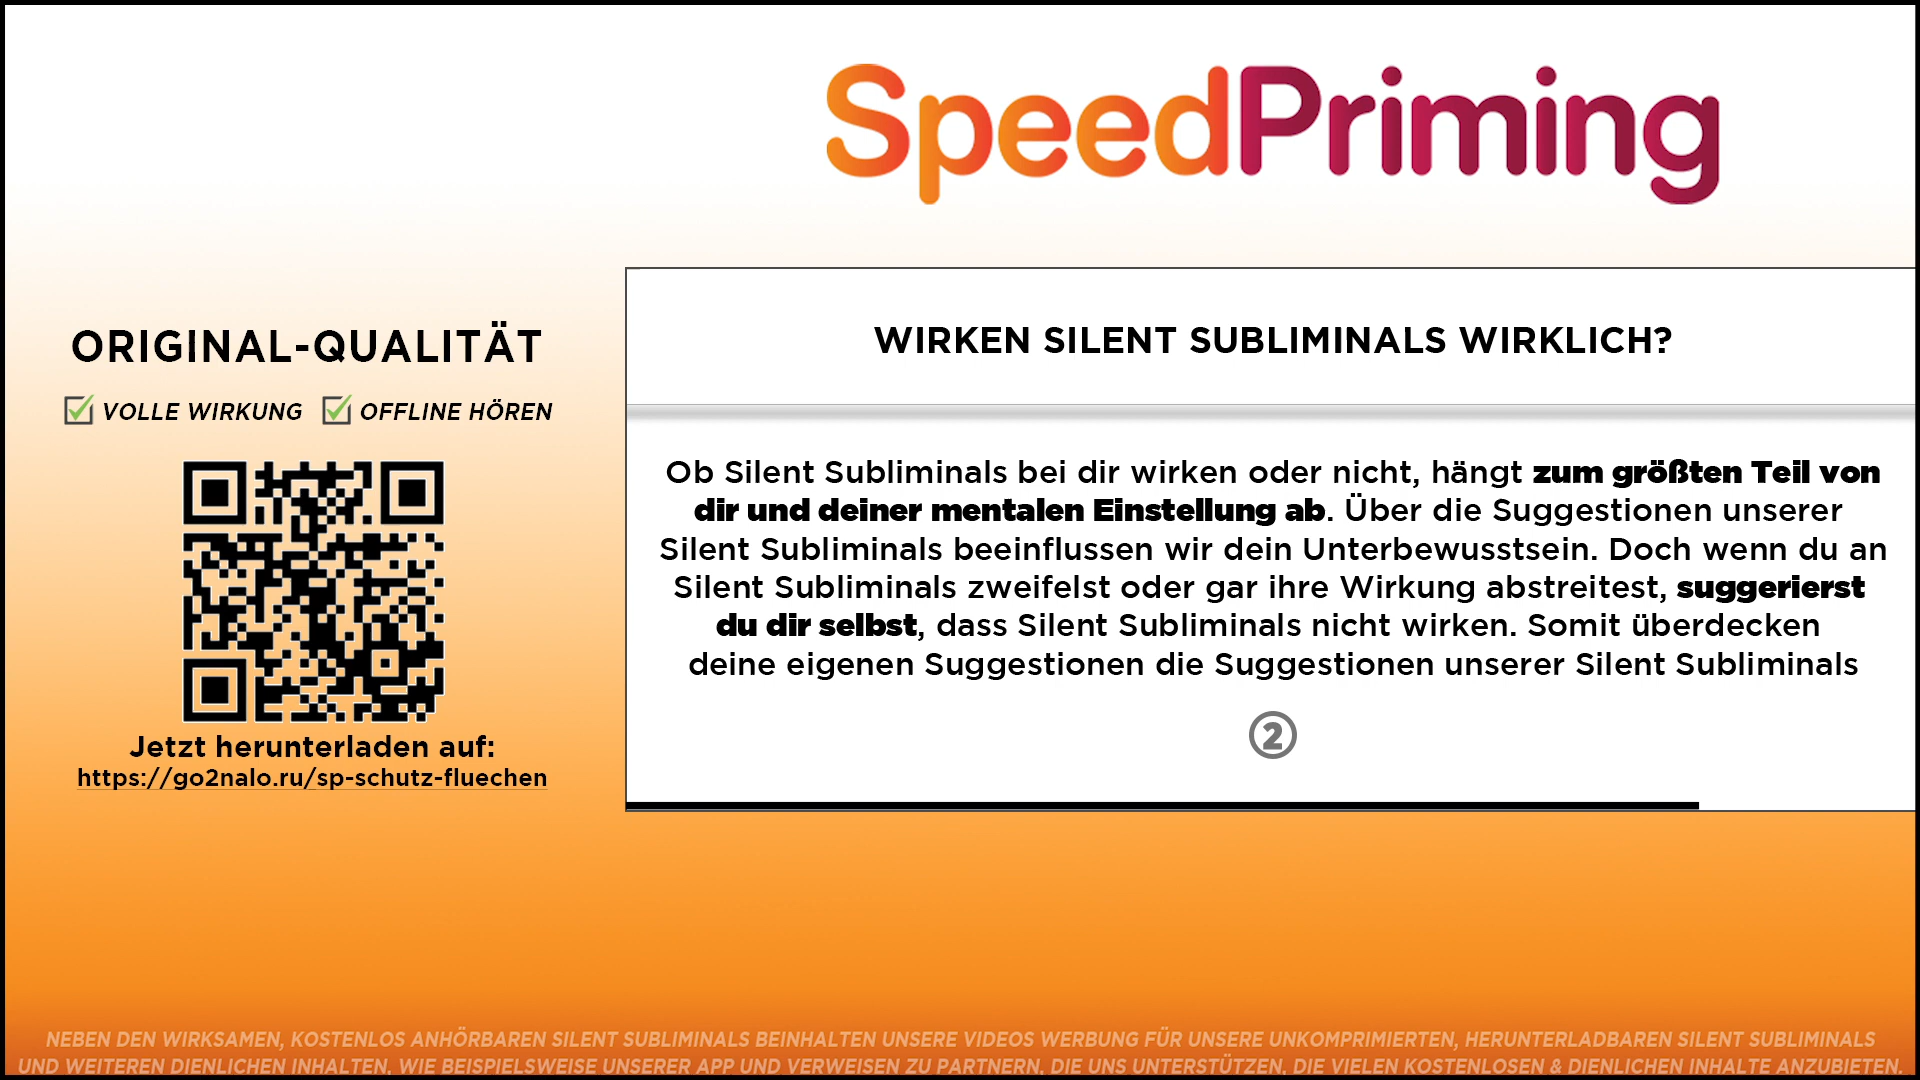 SpeedPriming
ORIGINAL-QUALITÄT
VOLLE WIRKUNG OFFLINE HÖREN
Jetzt herunterladen auf:
https://go2nalo.ru/sp-schutz-fluechen
WIRKEN SILENT SUBLIMINALS WIRKLICH?
Ob Silent Subliminals bei dir wirken oder nicht, hängt zum größten Teil von
dir und deiner mentalen Einstellung ab. Über die Suggestionen unserer
Silent Subliminals beeinflussen wir dein Unterbewusstsein. Doch wenn du an
Silent Subliminals zweifelst oder gar ihre Wirkung abstreitest, suggerierst
du dir selbst, dass Silent Subliminals nicht wirken. Somit überdecken
deine eigenen Suggestionen die Suggestionen unserer Silent Subliminals
2
NEBEN DEN WIRKSAMEN, KOSTENLOS ANHÖRBAREN SILENT SUBLIMINALS BEINHALTEN UNSERE VIDEOS WERBUNG FÜR UNSERE UNKOMPRIMIERTEN, HERUNTERLADBAREN SILENT SUBLIMINALS
UND WEITEREN DIENLICHEN INHALTEN, WIE BEISPIELSWEISE UNSERER APP UND VERWEISEN ZU PARTNERN, DIE UNS UNTERSTÜTZEN, DIE VIELEN KOSTENLOSEN & DIENLICHEN INHALTE ANZUBIETEN.